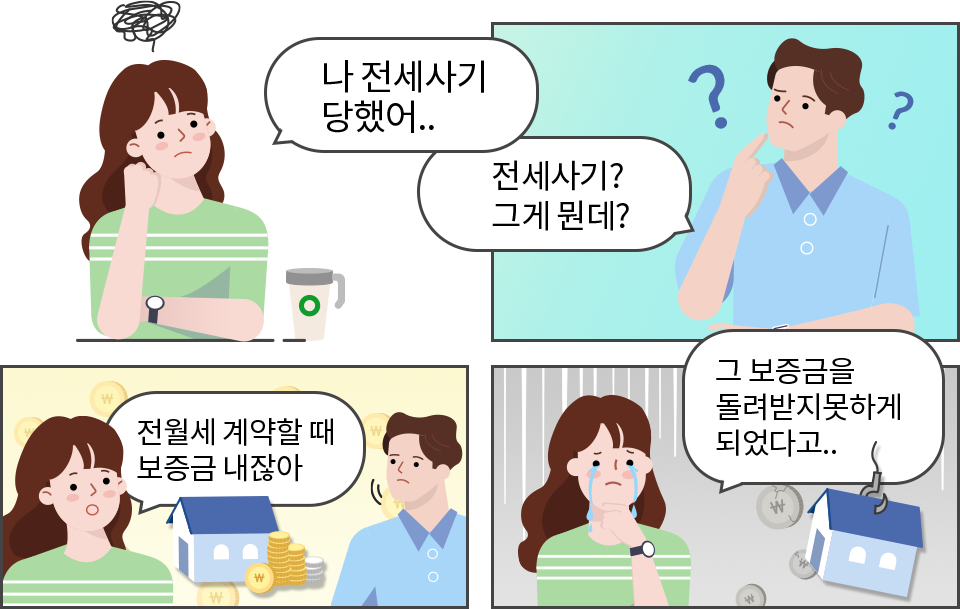 나 전세사기
당했어..
전세사기?
그게 뭔데?
전월세 계약할 때
보증금 내잖아
그 보증금을
돌려받지못하게
되었다고..